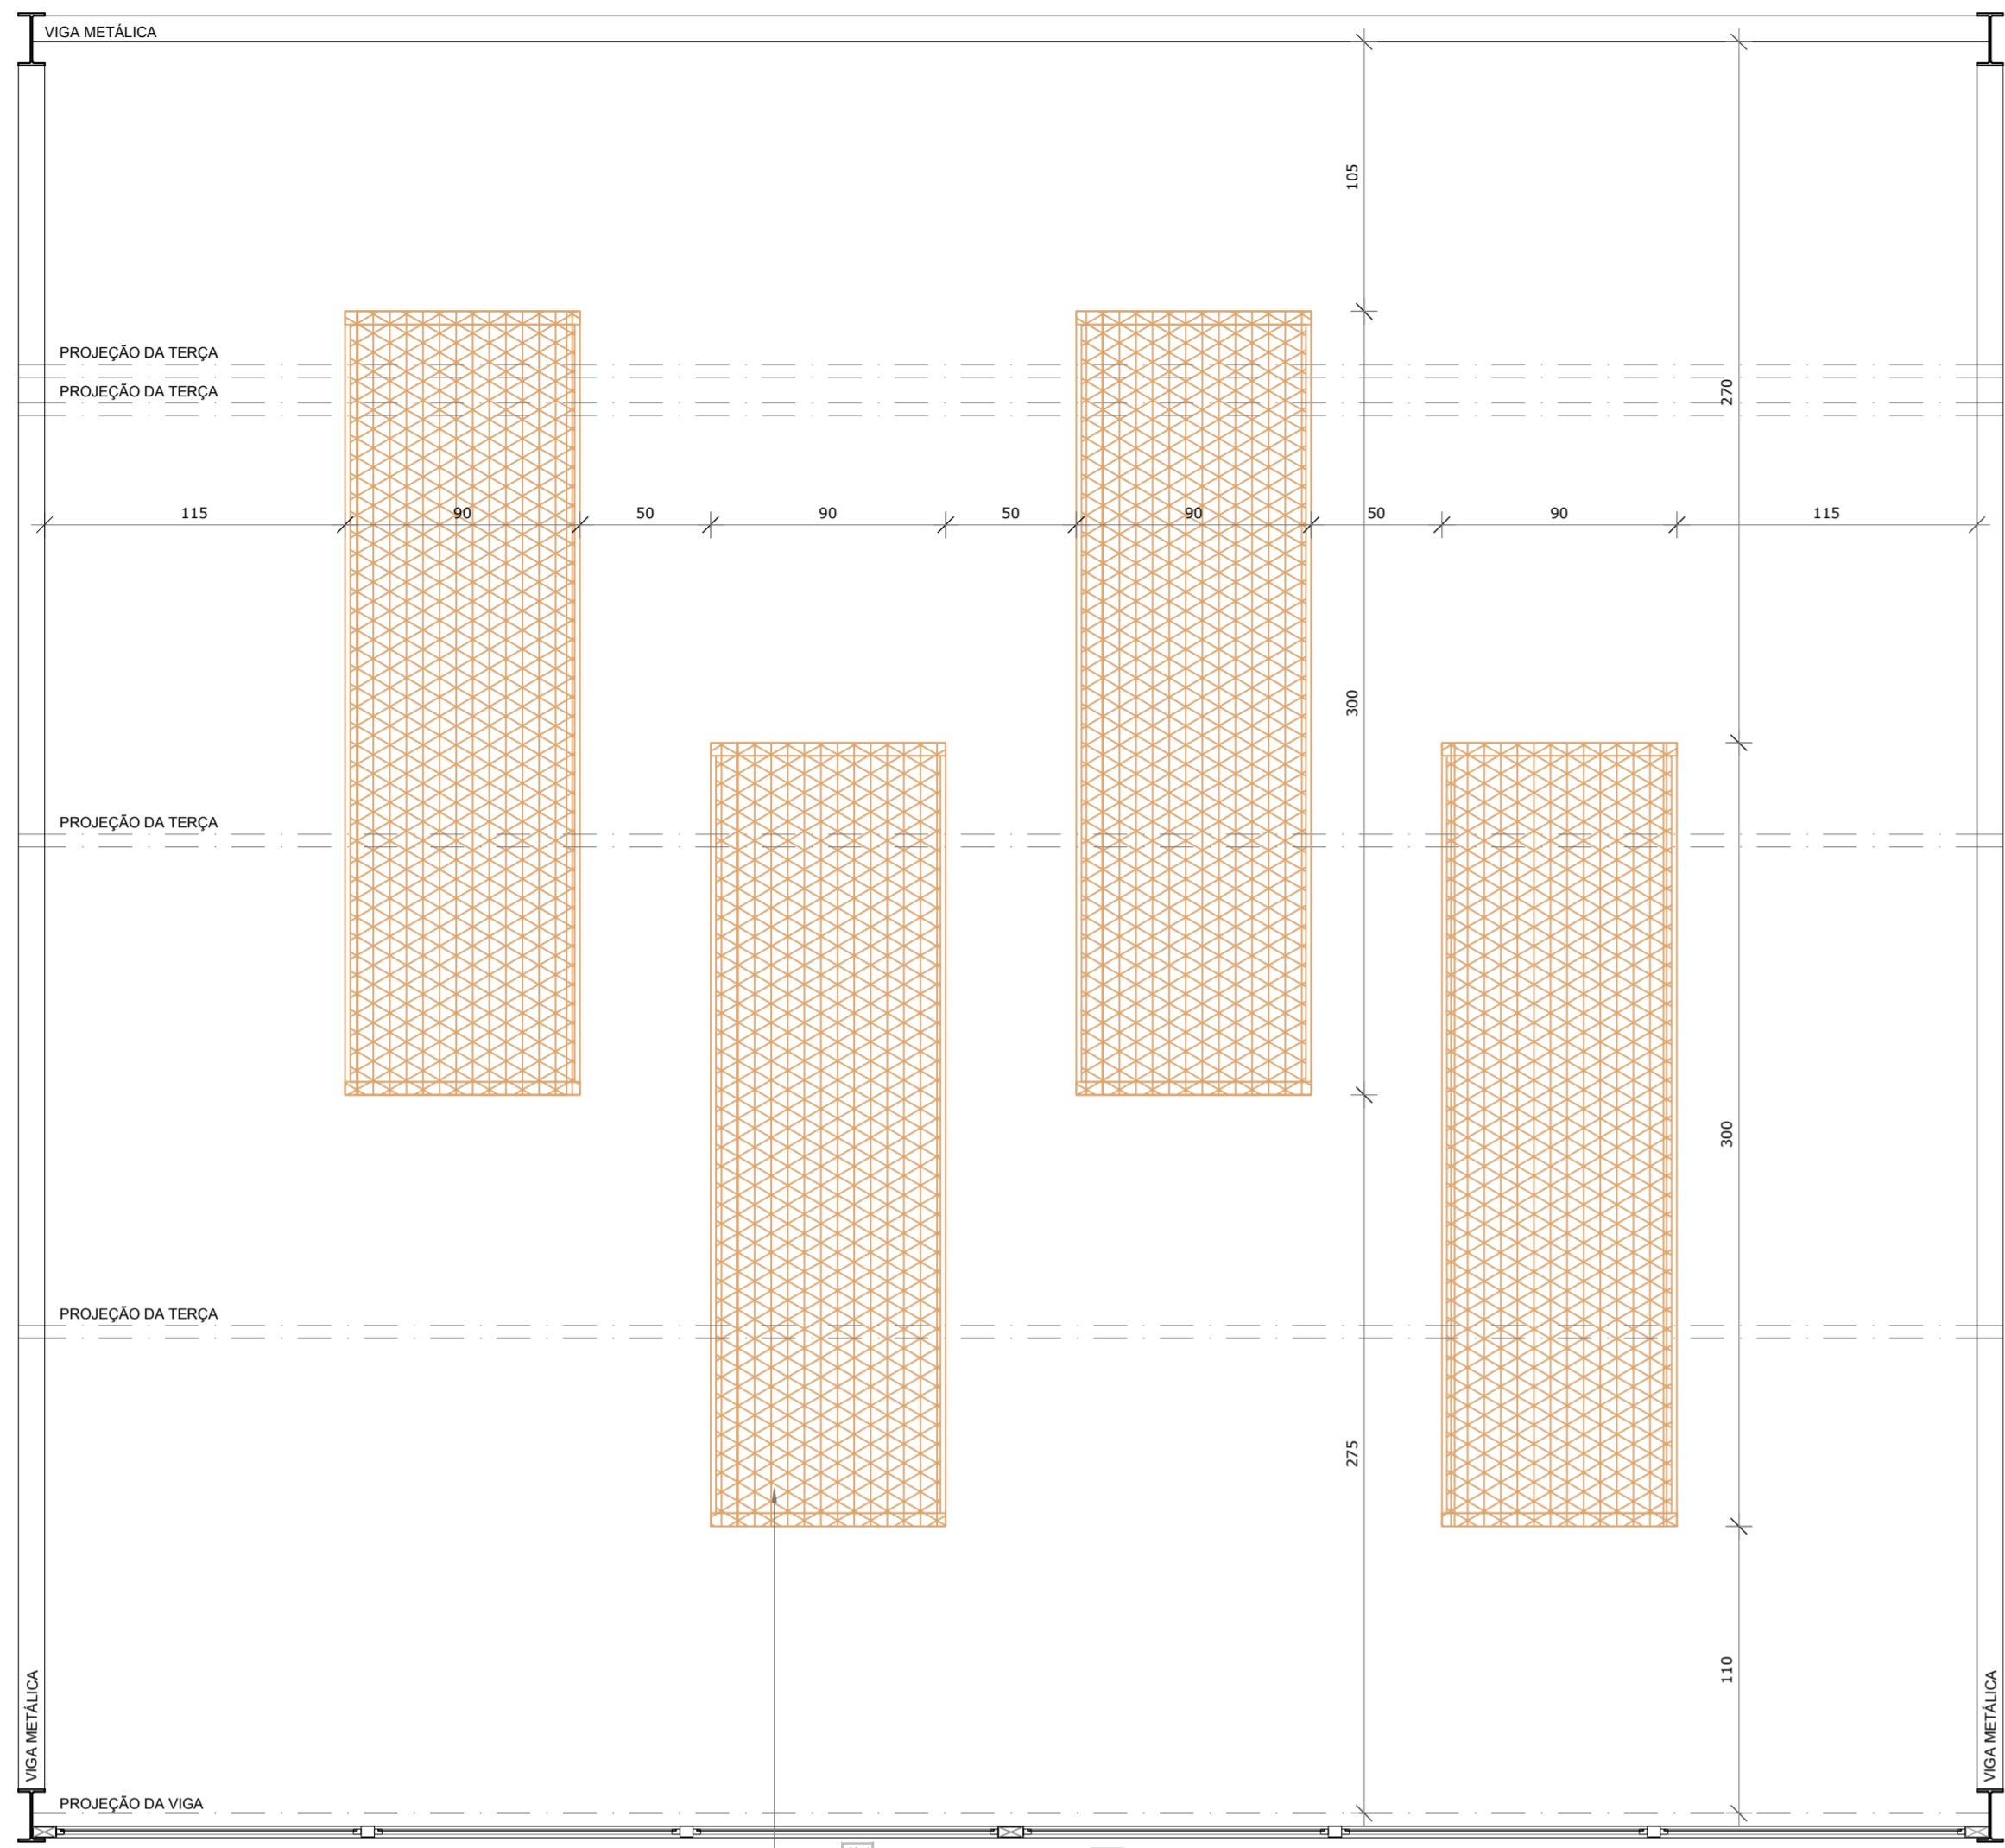 VIGA METÁLICA
105
PROJEÇÃO DA TERÇA
PROJEÇÃO DA TERÇA
270
115 90 50 90 50 90 50 90 115
300
PROJEÇÃO DA TERÇA
300
PROJEÇÃO DA TERÇA
275
110
VIGA METÁLICA
VIGA METÁLICA
PROJEÇÃO DA VIGA